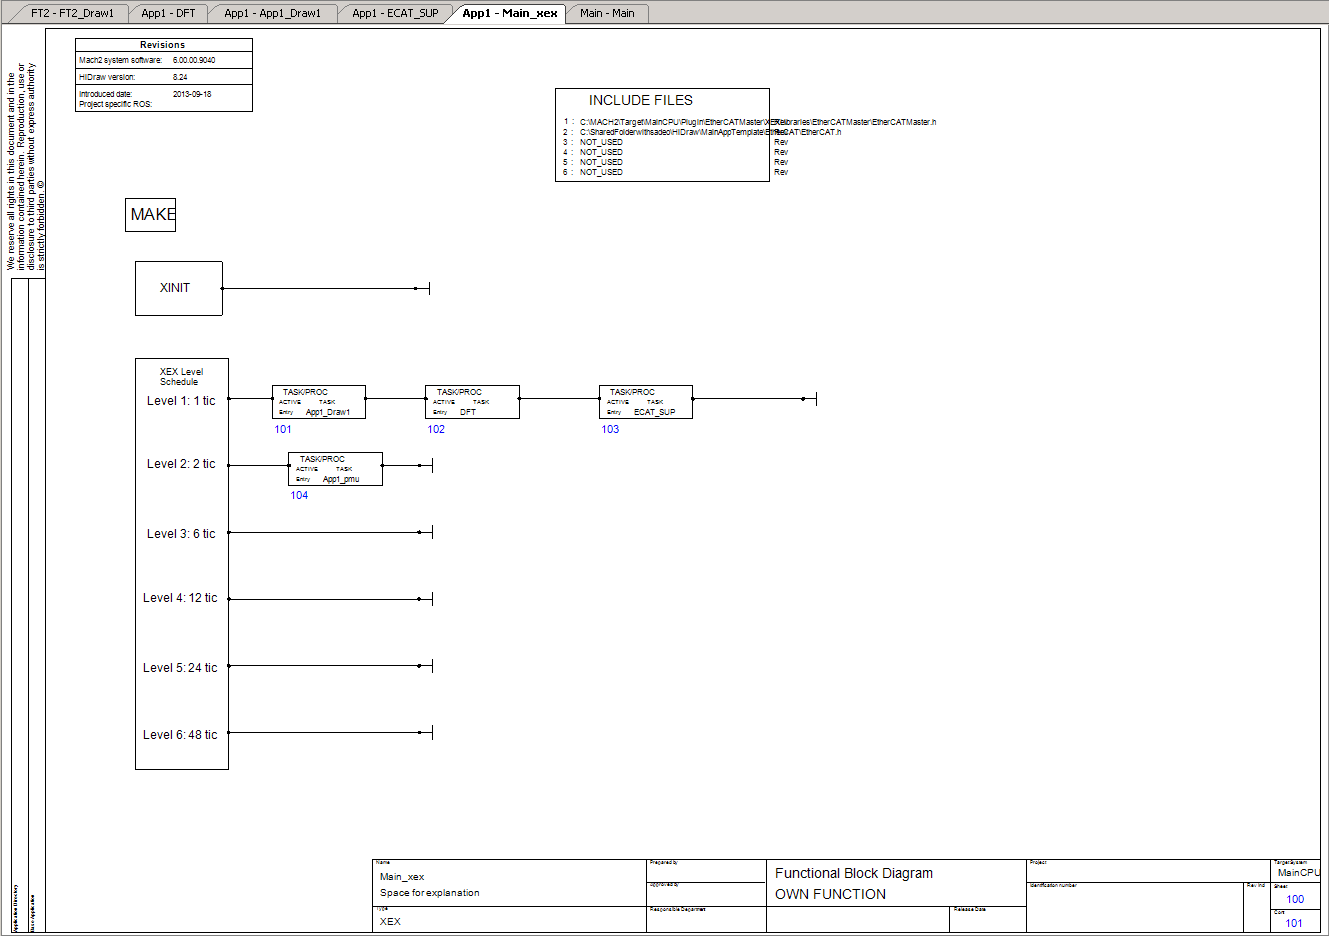 FT2 - FT2_Draw1
App1 - DFT
App1 - App1_Draw1
App1 - ECAT_SUP
App1 - Main_xex
Main - Main
We reserve all rights in this document and in the
information contained herein. Reproduction, use or
disclosure to third parties without express authority
is strictly forbidden. ©
Revisions
Mach2 system software: 6.00.00.9040
HiDraw version: 8.24
Introduced date: 2013-09-18
Project specific ROS:
INCLUDE FILES
1 : C:\MACH2\Target\MainCPU\Plugin\EtherCATMaster\XEX\libraries\EtherCATMaster\EtherCATMaster.h
2 : C:\SharedFolderwithsadeo\HiDraw\MainAppTemplate\EtherCAT\EtherCAT.h
3 : NOT_USED Rev
4 : NOT_USED Rev
5 : NOT_USED Rev
6 : NOT_USED Rev
MAKE
XINIT
XEX Level
Schedule
Level 1: 1 tic
TASK/PROC
ACTIVE TASK
Entry App1_Draw1
101
TASK/PROC
ACTIVE TASK
Entry DFT
102
TASK/PROC
ACTIVE TASK
Entry ECAT_SUP
103
Level 2: 2 tic
TASK/PROC
ACTIVE TASK
Entry App1_pmu
104
Level 3: 6 tic
Level 4: 12 tic
Level 5: 24 tic
Level 6: 48 tic
Application Directory
Base Application
Name
Main_xex
Space for explanation
Type
XEX
Prepared by
Approved by
Responsible Department
Functional Block Diagram
OWN FUNCTION
Release Date
Project
Identification number
Rev Ind
Target System
MainCPU
Sheet
100
Cont
101